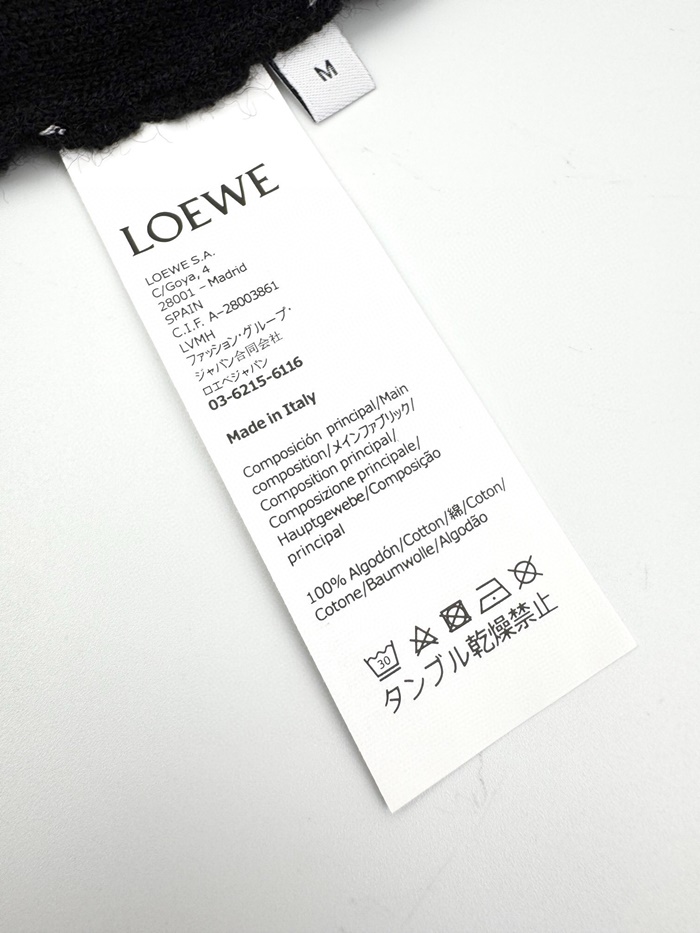 M
LOEWE
LOEWE S.A.
C/Goya, 4
28001 – Madrid
SPAIN
C.I.F. A-28003861
LVMH
ファッション・グループ・
ジャパン合同会社
ロエベジャパン
03-6215-6116
Made in Italy
Composición principal/Main
composition/メインファブリック/
Composition principal/
Composizione principale/
Hauptgewebe/Composição
principal
100% Algodón/Cotton/綿/Coton/
Cotone/Baumwolle/Algodão
30
タンブル乾燥禁止